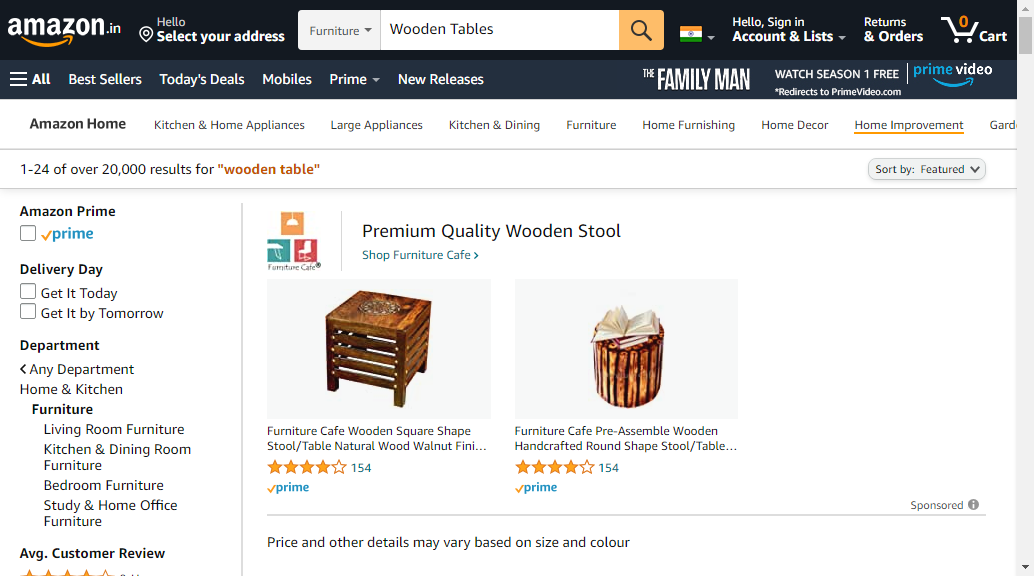 amazon.in
Hello
Select your address
Furniture
Wooden Tables
Hello, Sign in
Account & Lists
Returns
& Orders
0
Cart
All
Best Sellers
Today's Deals
Mobiles
Prime
New Releases
THE FAMILY MAN
WATCH SEASON 1 FREE
*Redirects to PrimeVideo.com
prime video
Amazon Home
Kitchen & Home Appliances
Large Appliances
Kitchen & Dining
Furniture
Home Furnishing
Home Decor
Home Improvement
Gard
1-24 of over 20,000 results for "wooden table"
Sort by: Featured
Amazon Prime
prime
Delivery Day
Get It Today
Get It by Tomorrow
Department
Any Department
Home & Kitchen
Furniture
Living Room Furniture
Kitchen & Dining Room
Furniture
Bedroom Furniture
Study & Home Office
Furniture
Avg. Customer Review
Furniture Cafe®
Premium Quality Wooden Stool
Shop Furniture Cafe ›
Furniture Cafe Wooden Square Shape
Stool/Table Natural Wood Walnut Fini…
154
prime
Furniture Cafe Pre-Assemble Wooden
Handcrafted Round Shape Stool/Table…
154
prime
Sponsored
Price and other details may vary based on size and colour